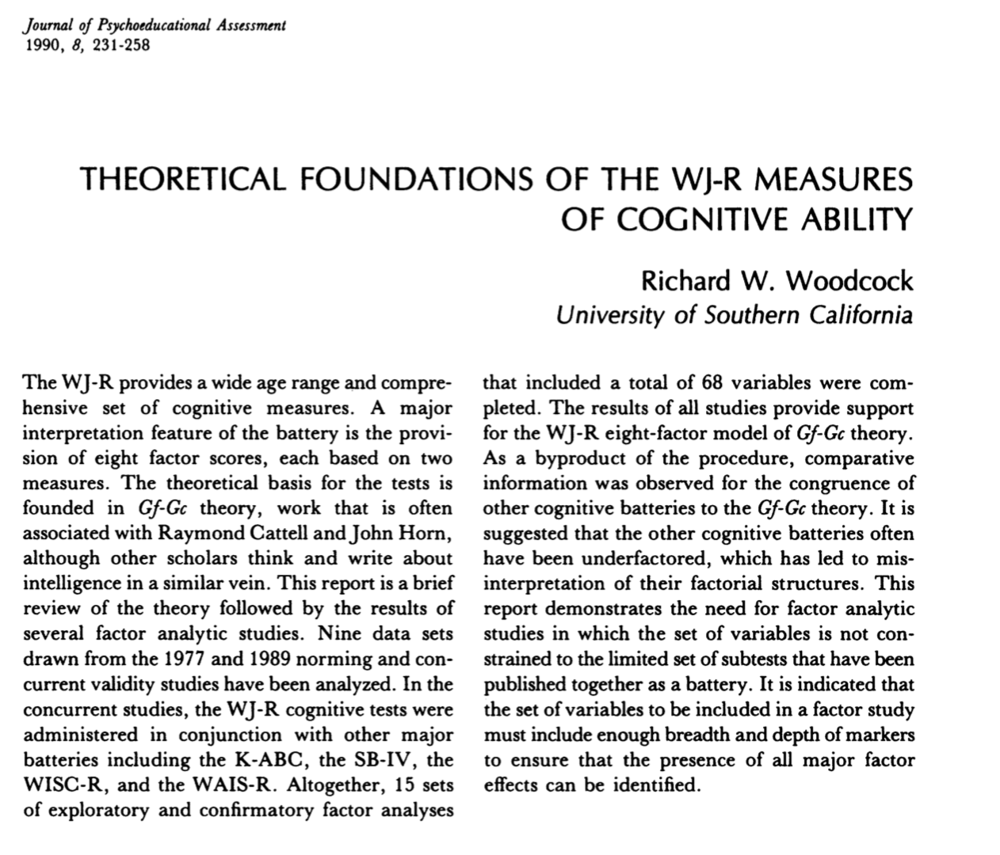 Journal of Psychoeducational Assessment
1990, 8, 231-258
THEORETICAL FOUNDATIONS OF THE WJ-R MEASURES
OF COGNITIVE ABILITY
Richard W. Woodcock
University of Southern California
The WJ-R provides a wide age range and compre-
hensive set of cognitive measures. A major
interpretation feature of the battery is the provi-
sion of eight factor scores, each based on two
measures. The theoretical basis for the tests is
founded in Gf-Gc theory, work that is often
associated with Raymond Cattell and John Horn,
although other scholars think and write about
intelligence in a similar vein. This report is a brief
review of the theory followed by the results of
several factor analytic studies. Nine data sets
drawn from the 1977 and 1989 norming and con-
current validity studies have been analyzed. In the
concurrent studies, the WJ-R cognitive tests were
administered in conjunction with other major
batteries including the K-ABC, the SB-IV, the
WISC-R, and the WAIS-R. Altogether, 15 sets
of exploratory and confirmatory factor analyses
that included a total of 68 variables were com-
pleted. The results of all studies provide support
for the WJ-R eight-factor model of Gf-Gc theory.
As a byproduct of the procedure, comparative
information was observed for the congruence of
other cognitive batteries to the Gf-Gc theory. It is
suggested that the other cognitive batteries often
have been underfactored, which has led to mis-
interpretation of their factorial structures. This
report demonstrates the need for factor analytic
studies in which the set of variables is not con-
strained to the limited set of subtests that have been
published together as a battery. It is indicated that
the set of variables to be included in a factor study
must include enough breadth and depth of markers
to ensure that the presence of all major factor
effects can be identified.